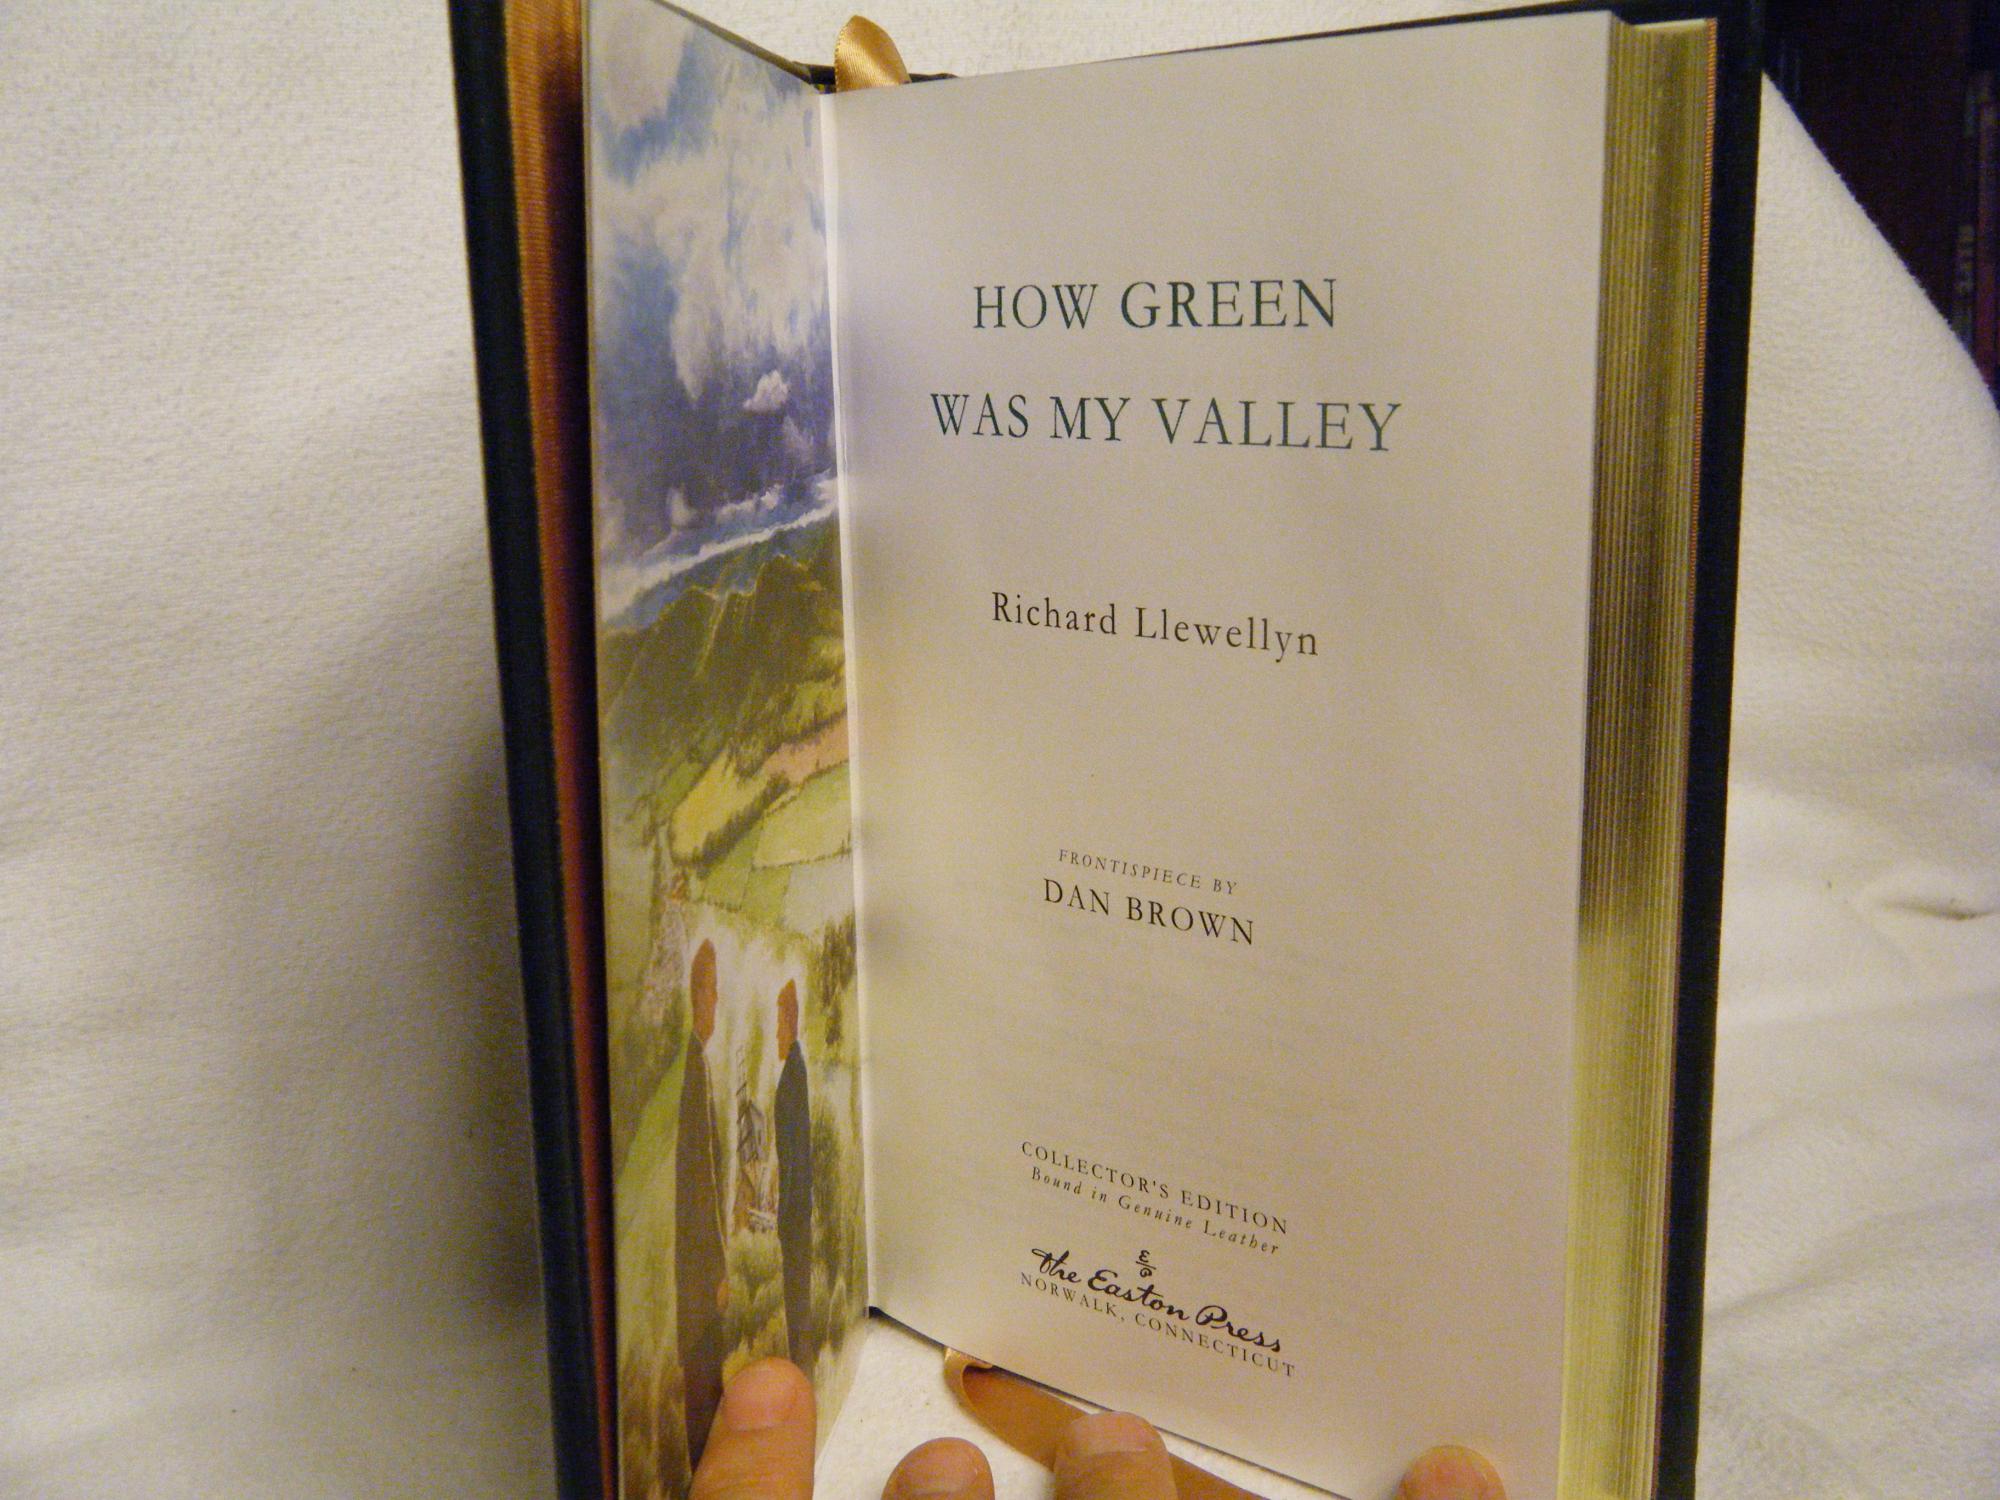 HOW GREEN
WAS MY VALLEY
Richard Llewellyn
FRONTISPIECE BY
DAN BROWN
COLLECTOR'S EDITION
Bound in Genuine Leather
The Easton Press
NORWALK, CONNECTICUT